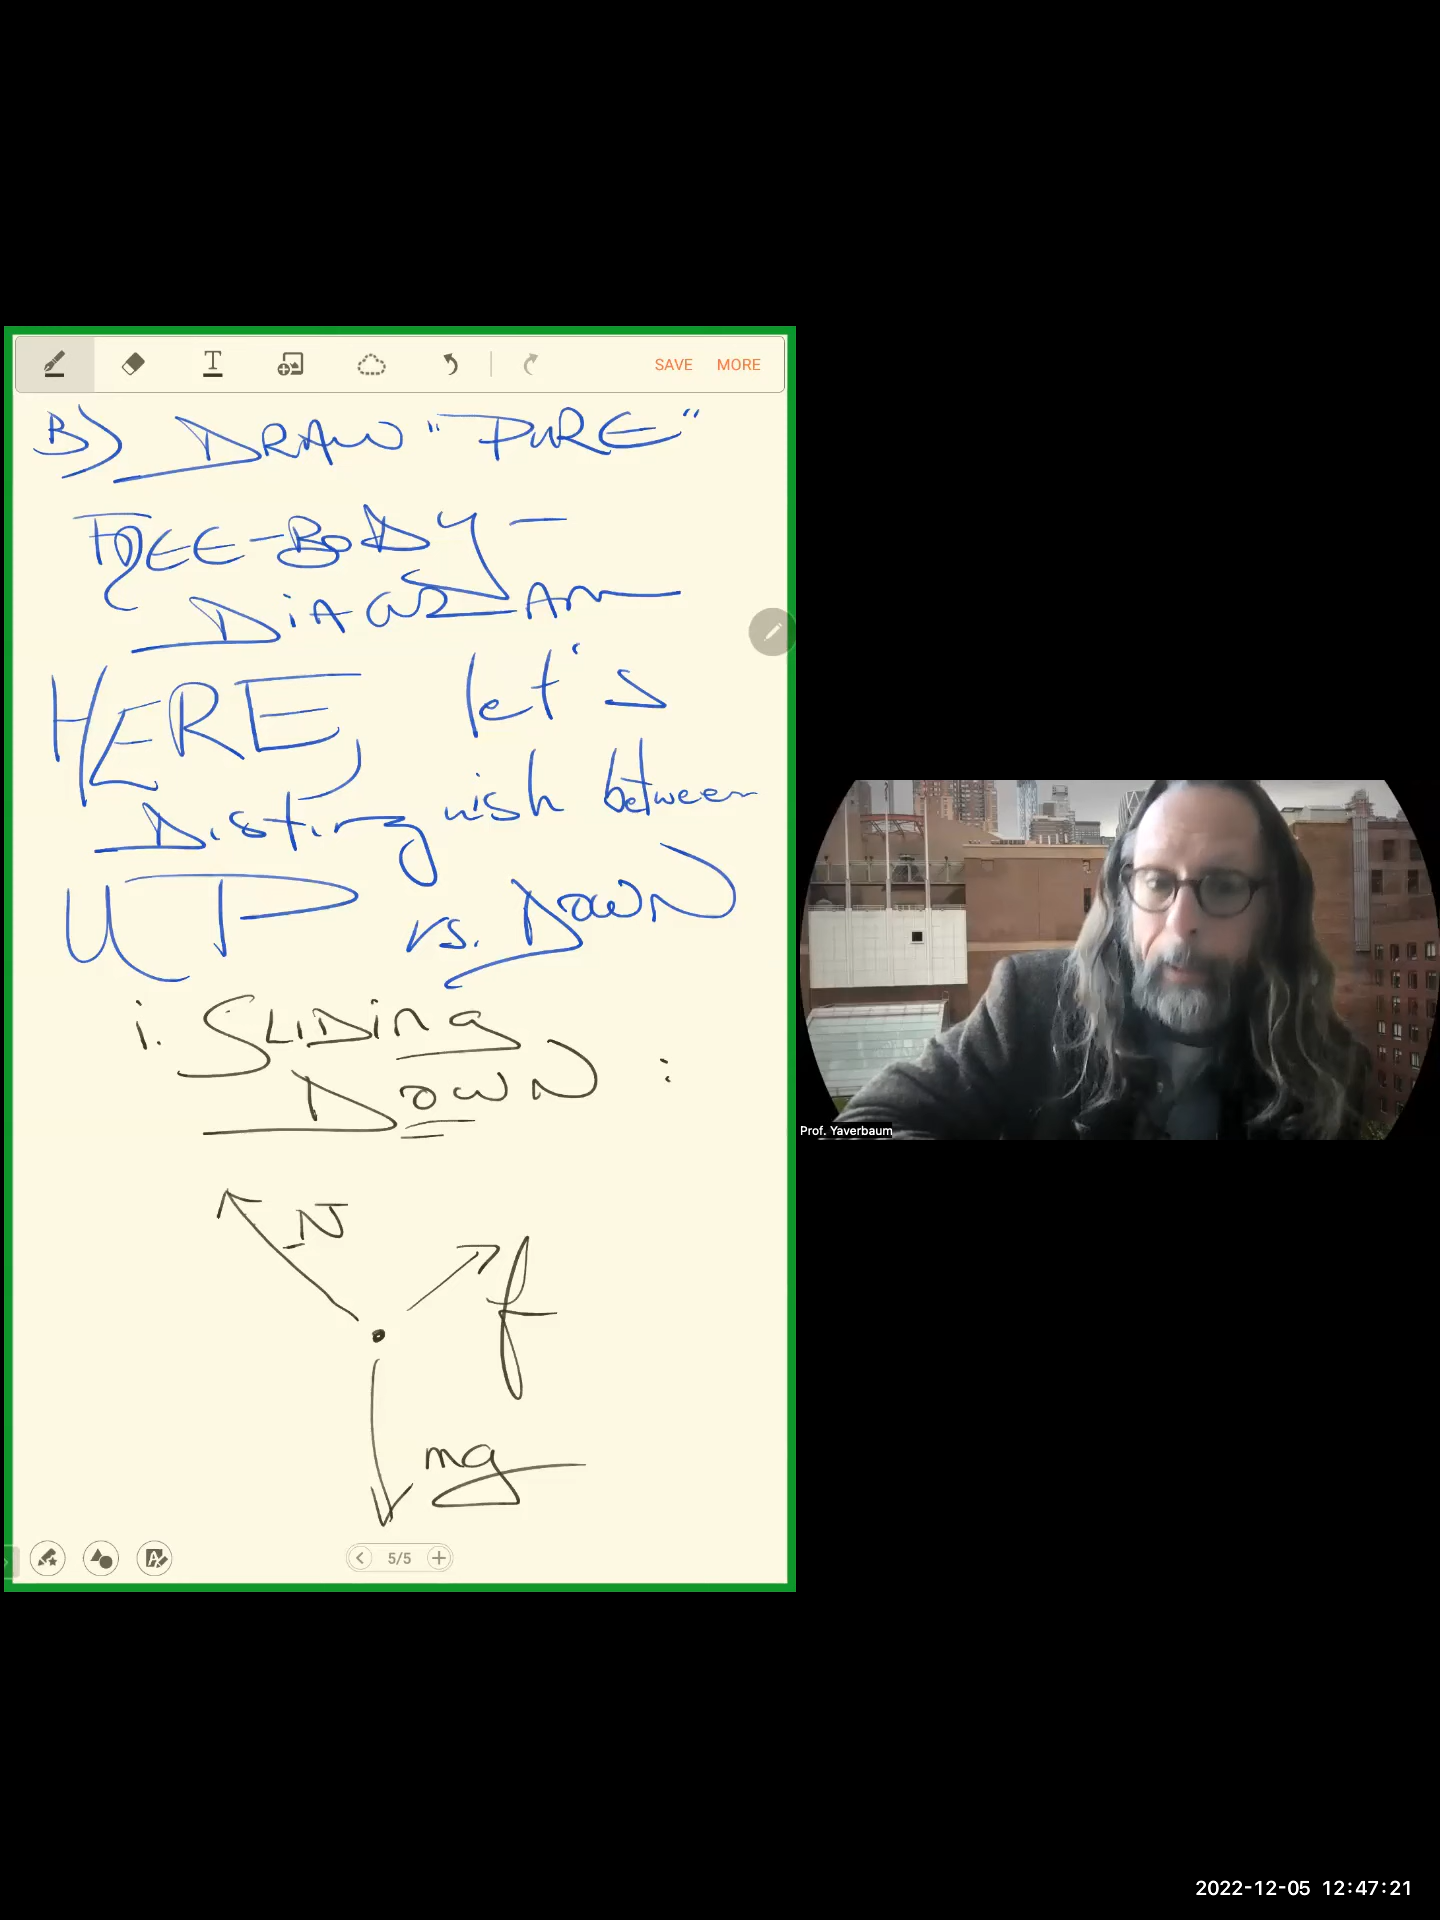 SAVE MORE
B) DRAW "PURE"
FREE-BODY-
DIAGRAM
HERE, let's
Distinguish between
UP vs. DOWN
i. SLIDING
DOWN :
N
f
mg
5/5
Prof. Yaverbaum
2022-12-05 12:47:21